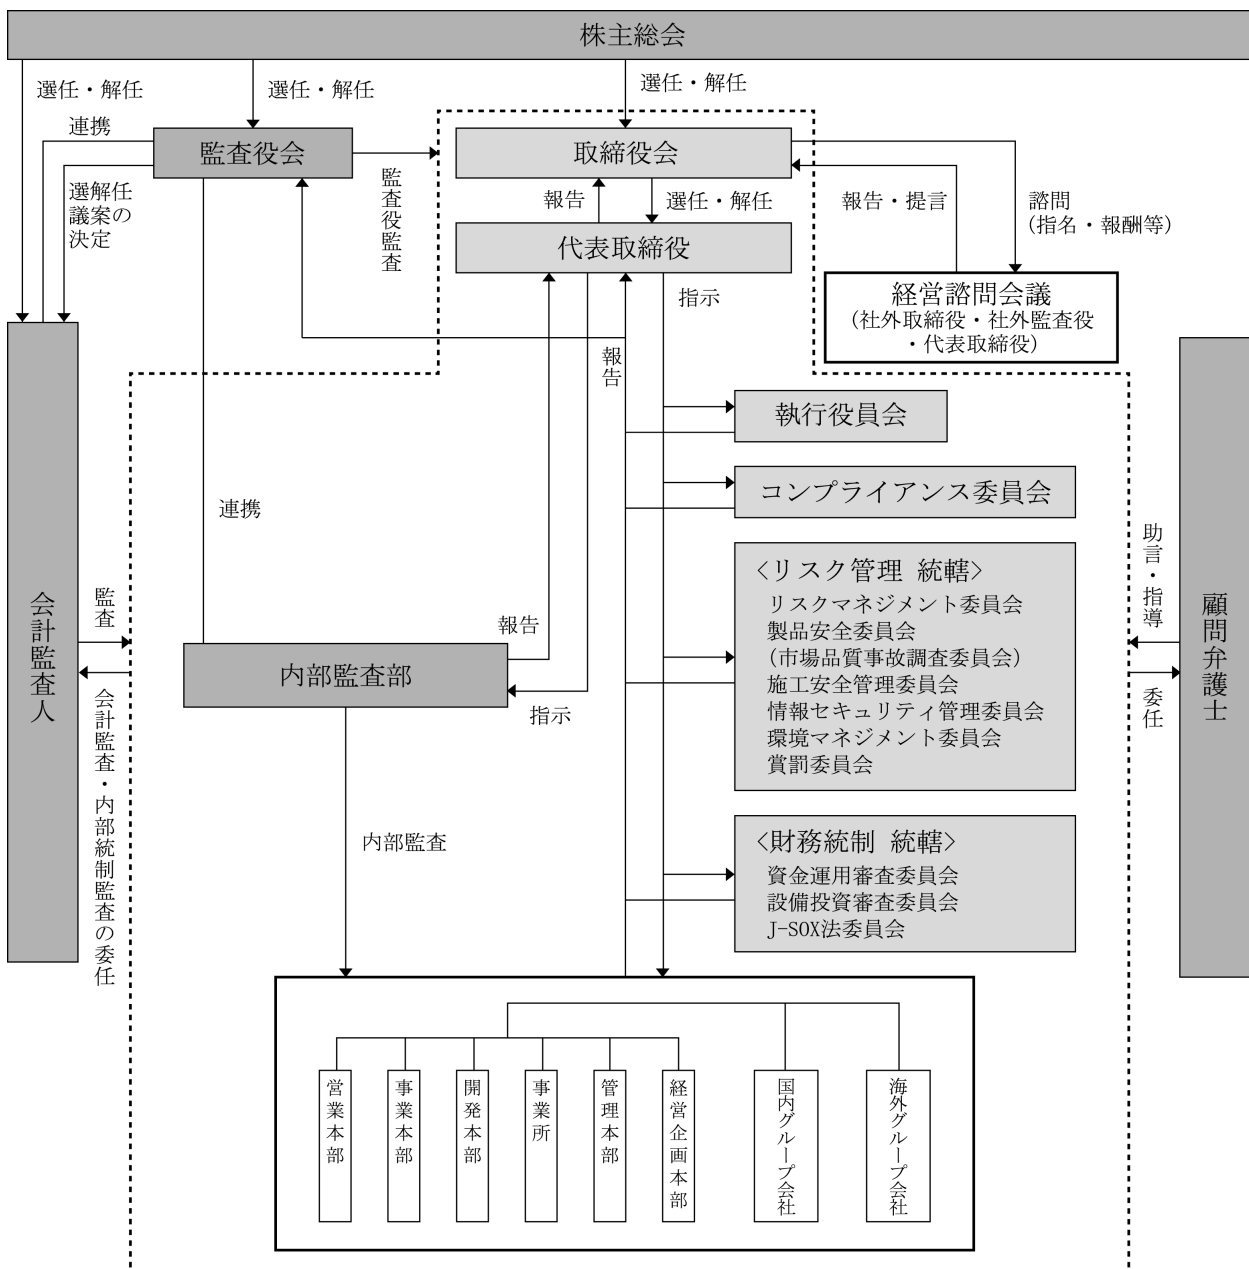 株主総会
選任・解任
選任・解任
選任・解任
連携
監査役会
取締役会
選解任
議案の
決定
監査役監査
報告
選任・解任
報告・提言
諮問
(指名・報酬等)
代表取締役
指示
経営諮問会議
(社外取締役・社外監査役
・代表取締役)
報告
執行役員会
コンプライアンス委員会
連携
<リスク管理 統轄>
リスクマネジメント委員会
製品安全委員会
(市場品質事故調査委員会)
施工安全管理委員会
情報セキュリティ管理委員会
環境マネジメント委員会
賞罰委員会
助言・指導
委任
顧問弁護士
会計監査人
監査
会計監査・内部統制監査の委任
報告
内部監査部
指示
内部監査
<財務統制 統轄>
資金運用審査委員会
設備投資審査委員会
J-SOX法委員会
営業本部
事業本部
開発本部
事業所
管理本部
経営企画本部
国内グループ会社
海外グループ会社